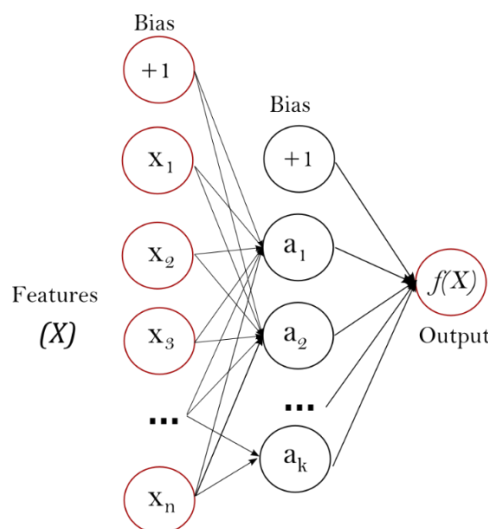 Bias
+1
x1
x2
Features
(X)
x3
...
xn
Bias
+1
a1
a2
...
ak
f(X)
Output